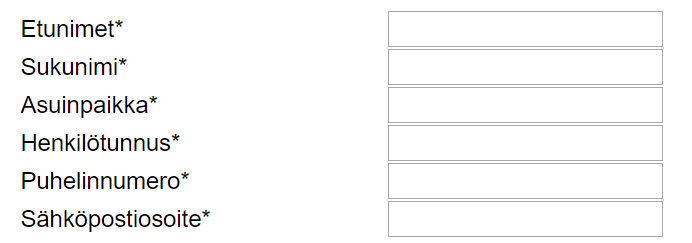 Etunimet*
Sukunimi*
Asuinpaikka*
Henkilötunnus*
Puhelinnumero*
Sähköpostiosoite*